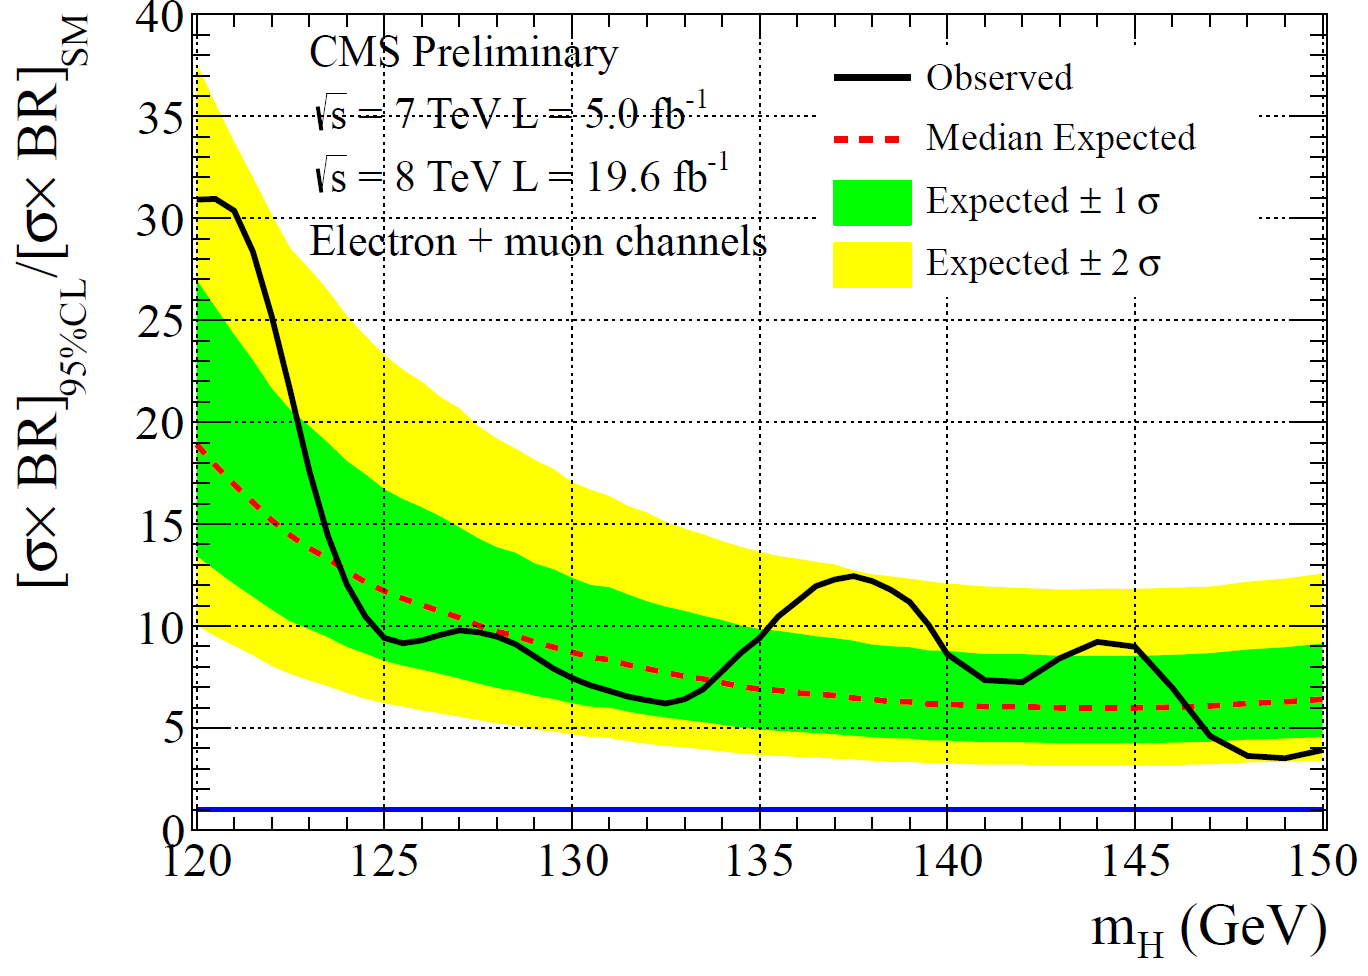 [σ× BR]95%CL/[σ× BR]SM
40
35
30
25
20
15
10
5
0
CMS Preliminary
√s = 7 TeV L = 5.0 fb-1
√s = 8 TeV L = 19.6 fb-1
Electron + muon channels
Observed
Median Expected
Expected ± 1 σ
Expected ± 2 σ
120 125 130 135 140 145 150
mH (GeV)